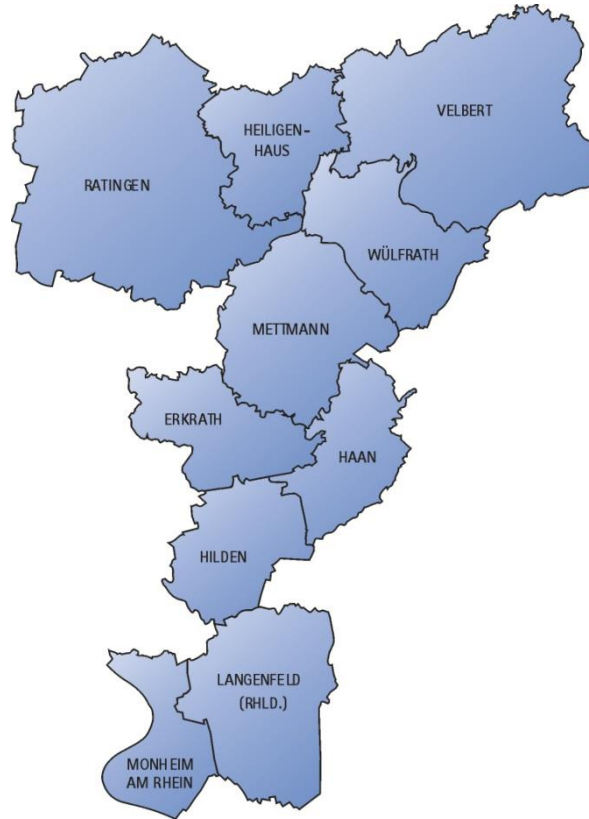 VELBERT
HEILIGEN-
HAUS
RATINGEN
WÜLFRATH
METTMANN
ERKRATH
HAAN
HILDEN
LANGENFELD
(RHLD.)
MONHEIM
AM RHEIN